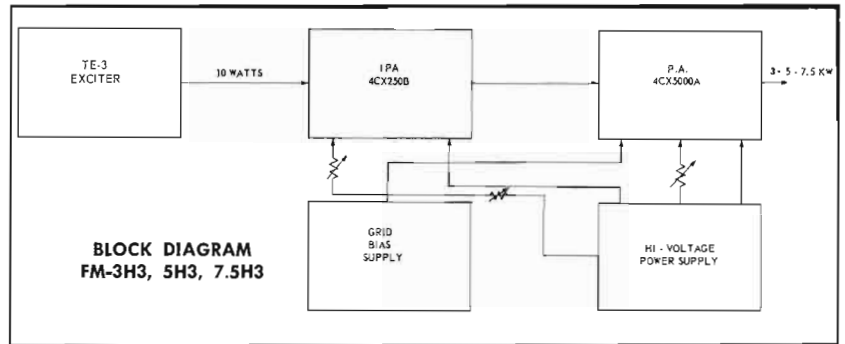 TE-3
EXCITER
10 WATTS
I.P.A
4CX250B
P.A.
4CX5000A
3 - 5 - 7.5 KW
GRID
BIAS
SUPPLY
HI - VOLTAGE
POWER SUPPLY
BLOCK DIAGRAM
FM-3H3, 5H3, 7.5H3